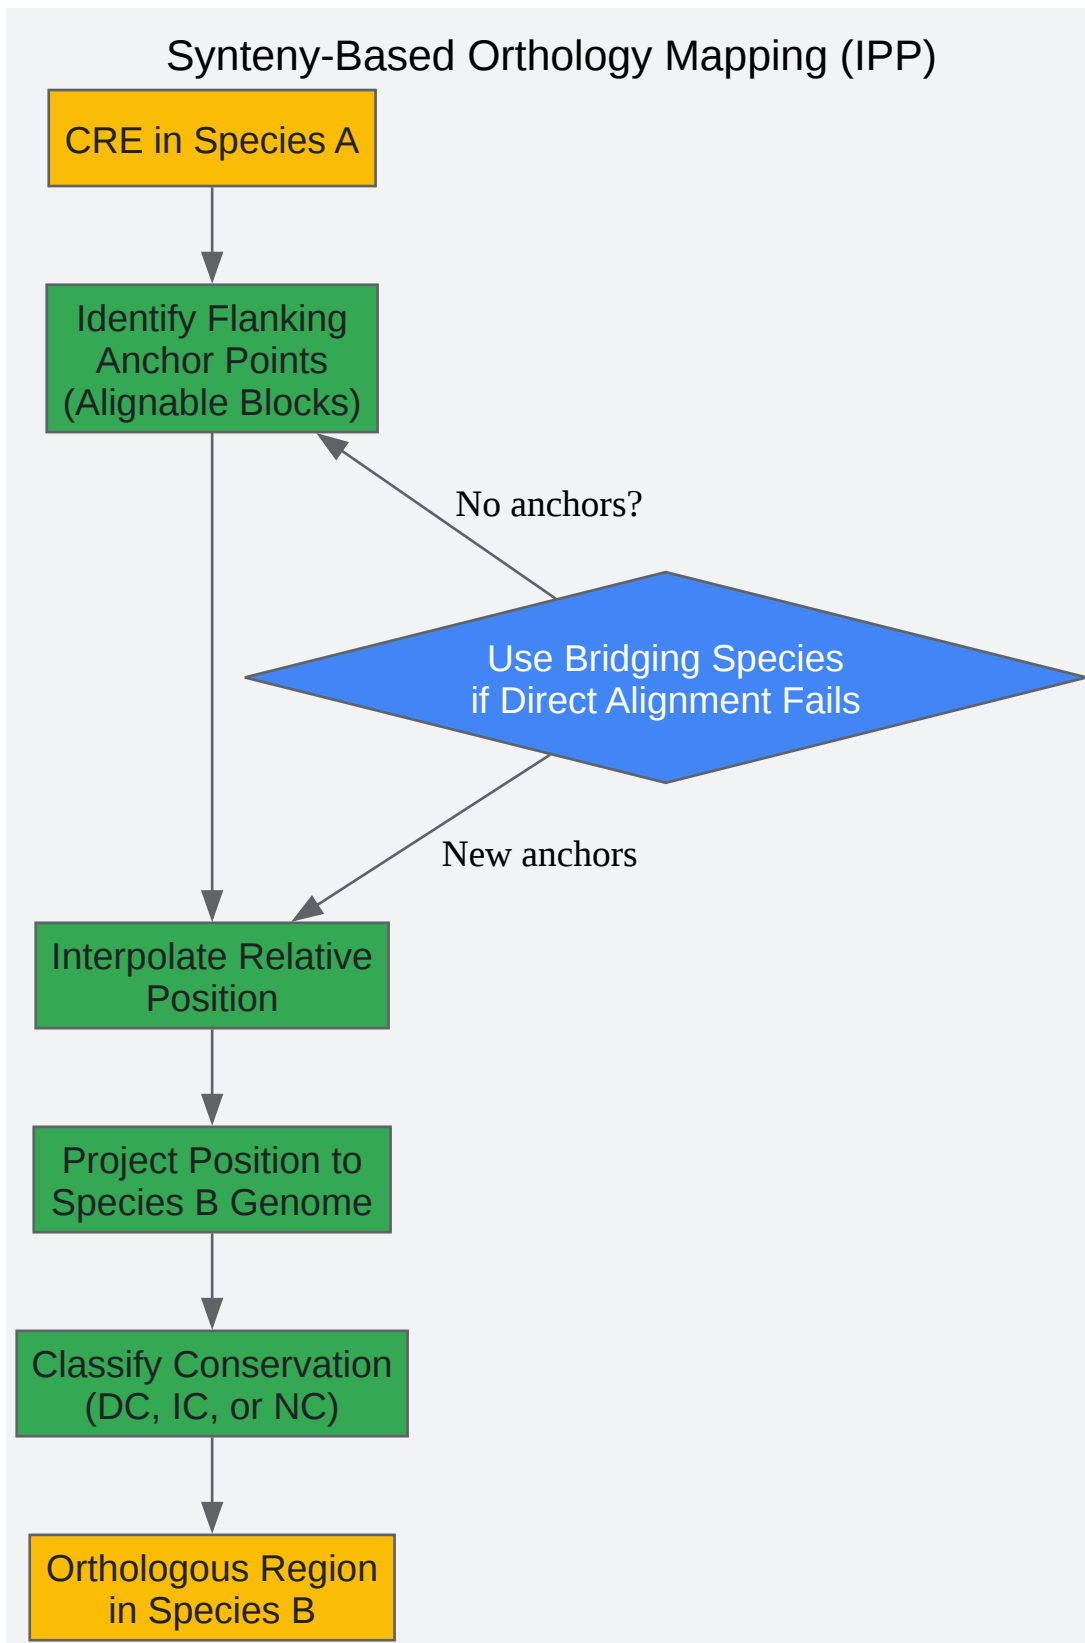 Synteny-Based Orthology Mapping (IPP)
CRE in Species A
Identify Flanking
Anchor Points
(Alignable Blocks)
No anchors?
Use Bridging Species
if Direct Alignment Fails
New anchors
Interpolate Relative
Position
Project Position to
Species B Genome
Classify Conservation
(DC, IC, or NC)
Orthologous Region
in Species B